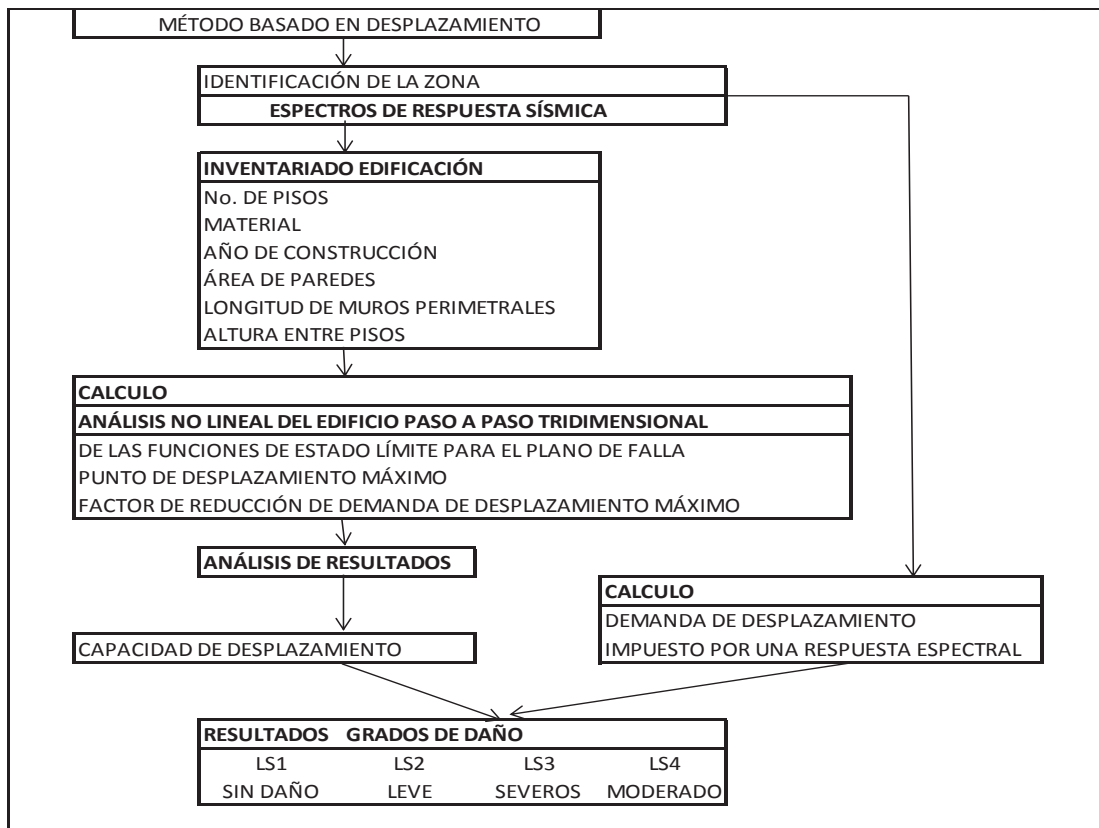 MÉTODO BASADO EN DESPLAZAMIENTO
IDENTIFICACIÓN DE LA ZONA
ESPECTROS DE RESPUESTA SÍSMICA
INVENTARIADO EDIFICACIÓN
No. DE PISOS
MATERIAL
AÑO DE CONSTRUCCIÓN
ÁREA DE PAREDES
LONGITUD DE MUROS PERIMETRALES
ALTURA ENTRE PISOS
CALCULO
ANÁLISIS NO LINEAL DEL EDIFICIO PASO A PASO TRIDIMENSIONAL
DE LAS FUNCIONES DE ESTADO LÍMITE PARA EL PLANO DE FALLA
PUNTO DE DESPLAZAMIENTO MÁXIMO
FACTOR DE REDUCCIÓN DE DEMANDA DE DESPLAZAMIENTO MÁXIMO
ANÁLISIS DE RESULTADOS
CAPACIDAD DE DESPLAZAMIENTO
CALCULO
DEMANDA DE DESPLAZAMIENTO
IMPUESTO POR UNA RESPUESTA ESPECTRAL
RESULTADOS GRADOS DE DAÑO
LS1 LS2 LS3 LS4
SIN DAÑO LEVE SEVEROS MODERADO